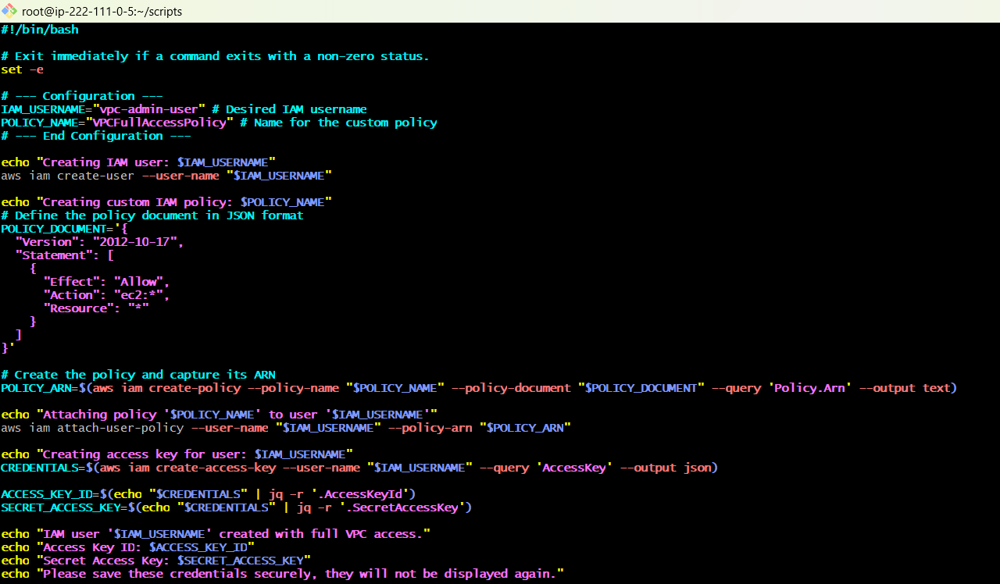 root@ip-222-111-0-5:~/scripts
#!/bin/bash

# Exit immediately if a command exits with a non-zero status.
set -e

# --- Configuration ---
IAM_USERNAME="vpc-admin-user" # Desired IAM username
POLICY_NAME="VPCFullAccessPolicy" # Name for the custom policy
# --- End Configuration ---

echo "Creating IAM user: $IAM_USERNAME"
aws iam create-user --user-name "$IAM_USERNAME"

echo "Creating custom IAM policy: $POLICY_NAME"
# Define the policy document in JSON format
POLICY_DOCUMENT='{
  "Version": "2012-10-17",
  "Statement": [
    {
      "Effect": "Allow",
      "Action": "ec2:*",
      "Resource": "*"
    }
  ]
}'

# Create the policy and capture its ARN
POLICY_ARN=$(aws iam create-policy --policy-name "$POLICY_NAME" --policy-document "$POLICY_DOCUMENT" --query 'Policy.Arn' --output text)

echo "Attaching policy '$POLICY_NAME' to user '$IAM_USERNAME'"
aws iam attach-user-policy --user-name "$IAM_USERNAME" --policy-arn "$POLICY_ARN"

echo "Creating access key for user: $IAM_USERNAME"
CREDENTIALS=$(aws iam create-access-key --user-name "$IAM_USERNAME" --query 'AccessKey' --output json)

ACCESS_KEY_ID=$(echo "$CREDENTIALS" | jq -r '.AccessKeyId')
SECRET_ACCESS_KEY=$(echo "$CREDENTIALS" | jq -r '.SecretAccessKey')

echo "IAM user '$IAM_USERNAME' created with full VPC access."
echo "Access Key ID: $ACCESS_KEY_ID"
echo "Secret Access Key: $SECRET_ACCESS_KEY"
echo "Please save these credentials securely, they will not be displayed again."